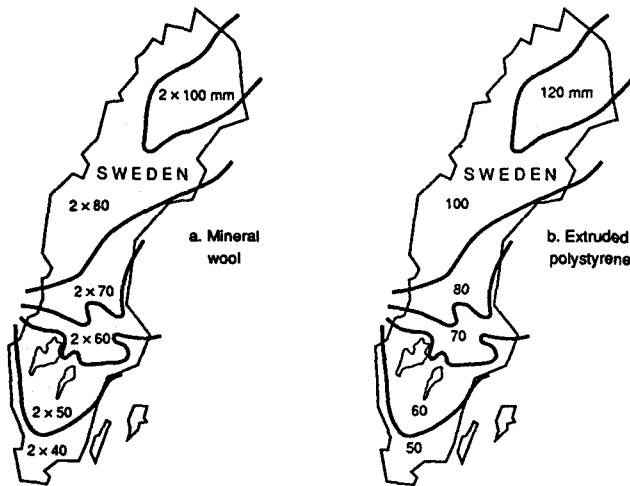 2 × 100 mm
SWEDEN
2 × 80
a. Mineral
wool
2 × 70
2 × 60
2 × 50
2 × 40
120 mm
SWEDEN
100
b. Extruded
polystyrene
80
70
60
50